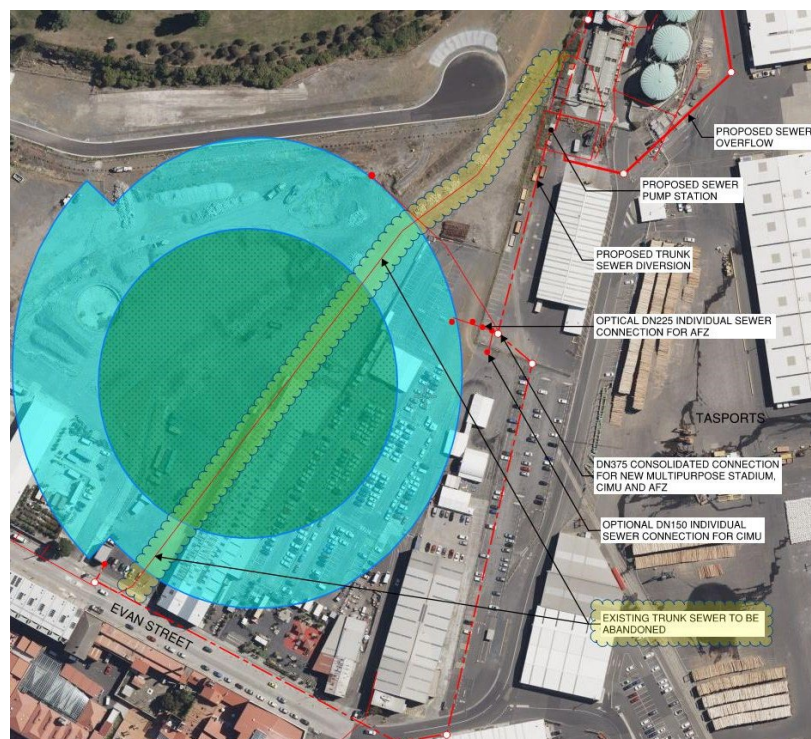 PROPOSED SEWER
OVERFLOW
PROPOSED SEWER
PUMP STATION
PROPOSED TRUNK
SEWER DIVERSION
OPTICAL DN225 INDIVIDUAL SEWER
CONNECTION FOR AFZ
TASPORTS
DN375 CONSOLIDATED CONNECTION
FOR NEW MULTIPURPOSE STADIUM,
CIMU AND AFZ
OPTIONAL DN150 INDIVIDUAL
SEWER CONNECTION FOR CIMU
EXISTING TRUNK SEWER TO BE
ABANDONED
EVAN STREET